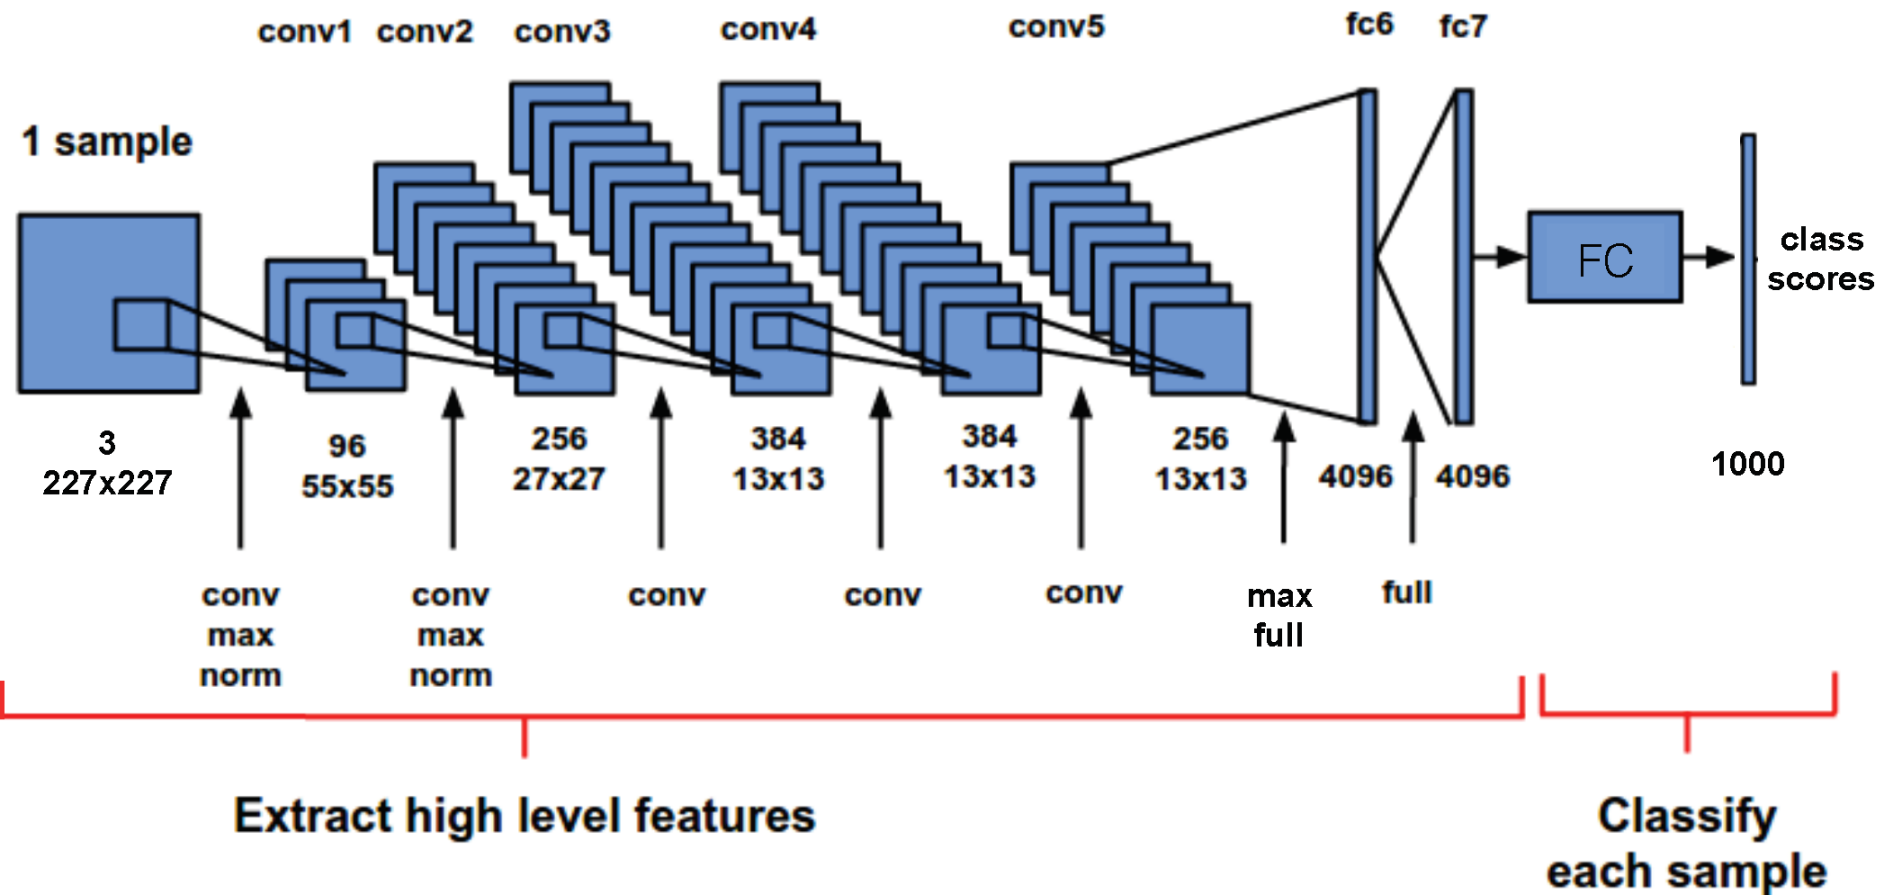 conv1 conv2 conv3 conv4 conv5 fc6 fc7
1 sample
FC
class
scores
3
227x227
96
55x55
256
27x27
384
13x13
384
13x13
256
13x13
4096
4096
1000
conv
max
norm
conv
max
norm
conv
conv
conv
max
full
full
Extract high level features
Classify
each sample